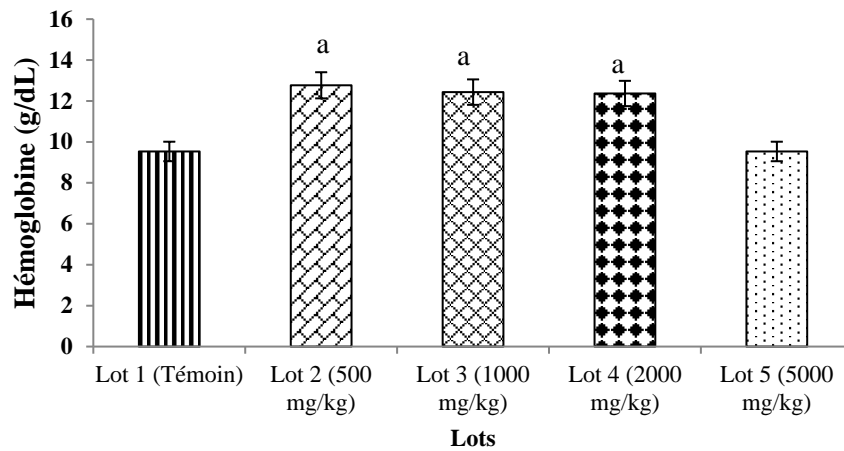 Hémoglobine (g/dL)
16
14
12
10
8
6
4
2
0
a
a
a
Lot 1 (Témoin)
Lot 2 (500
mg/kg)
Lot 3 (1000
mg/kg)
Lot 4 (2000
mg/kg)
Lot 5 (5000
mg/kg)
Lots